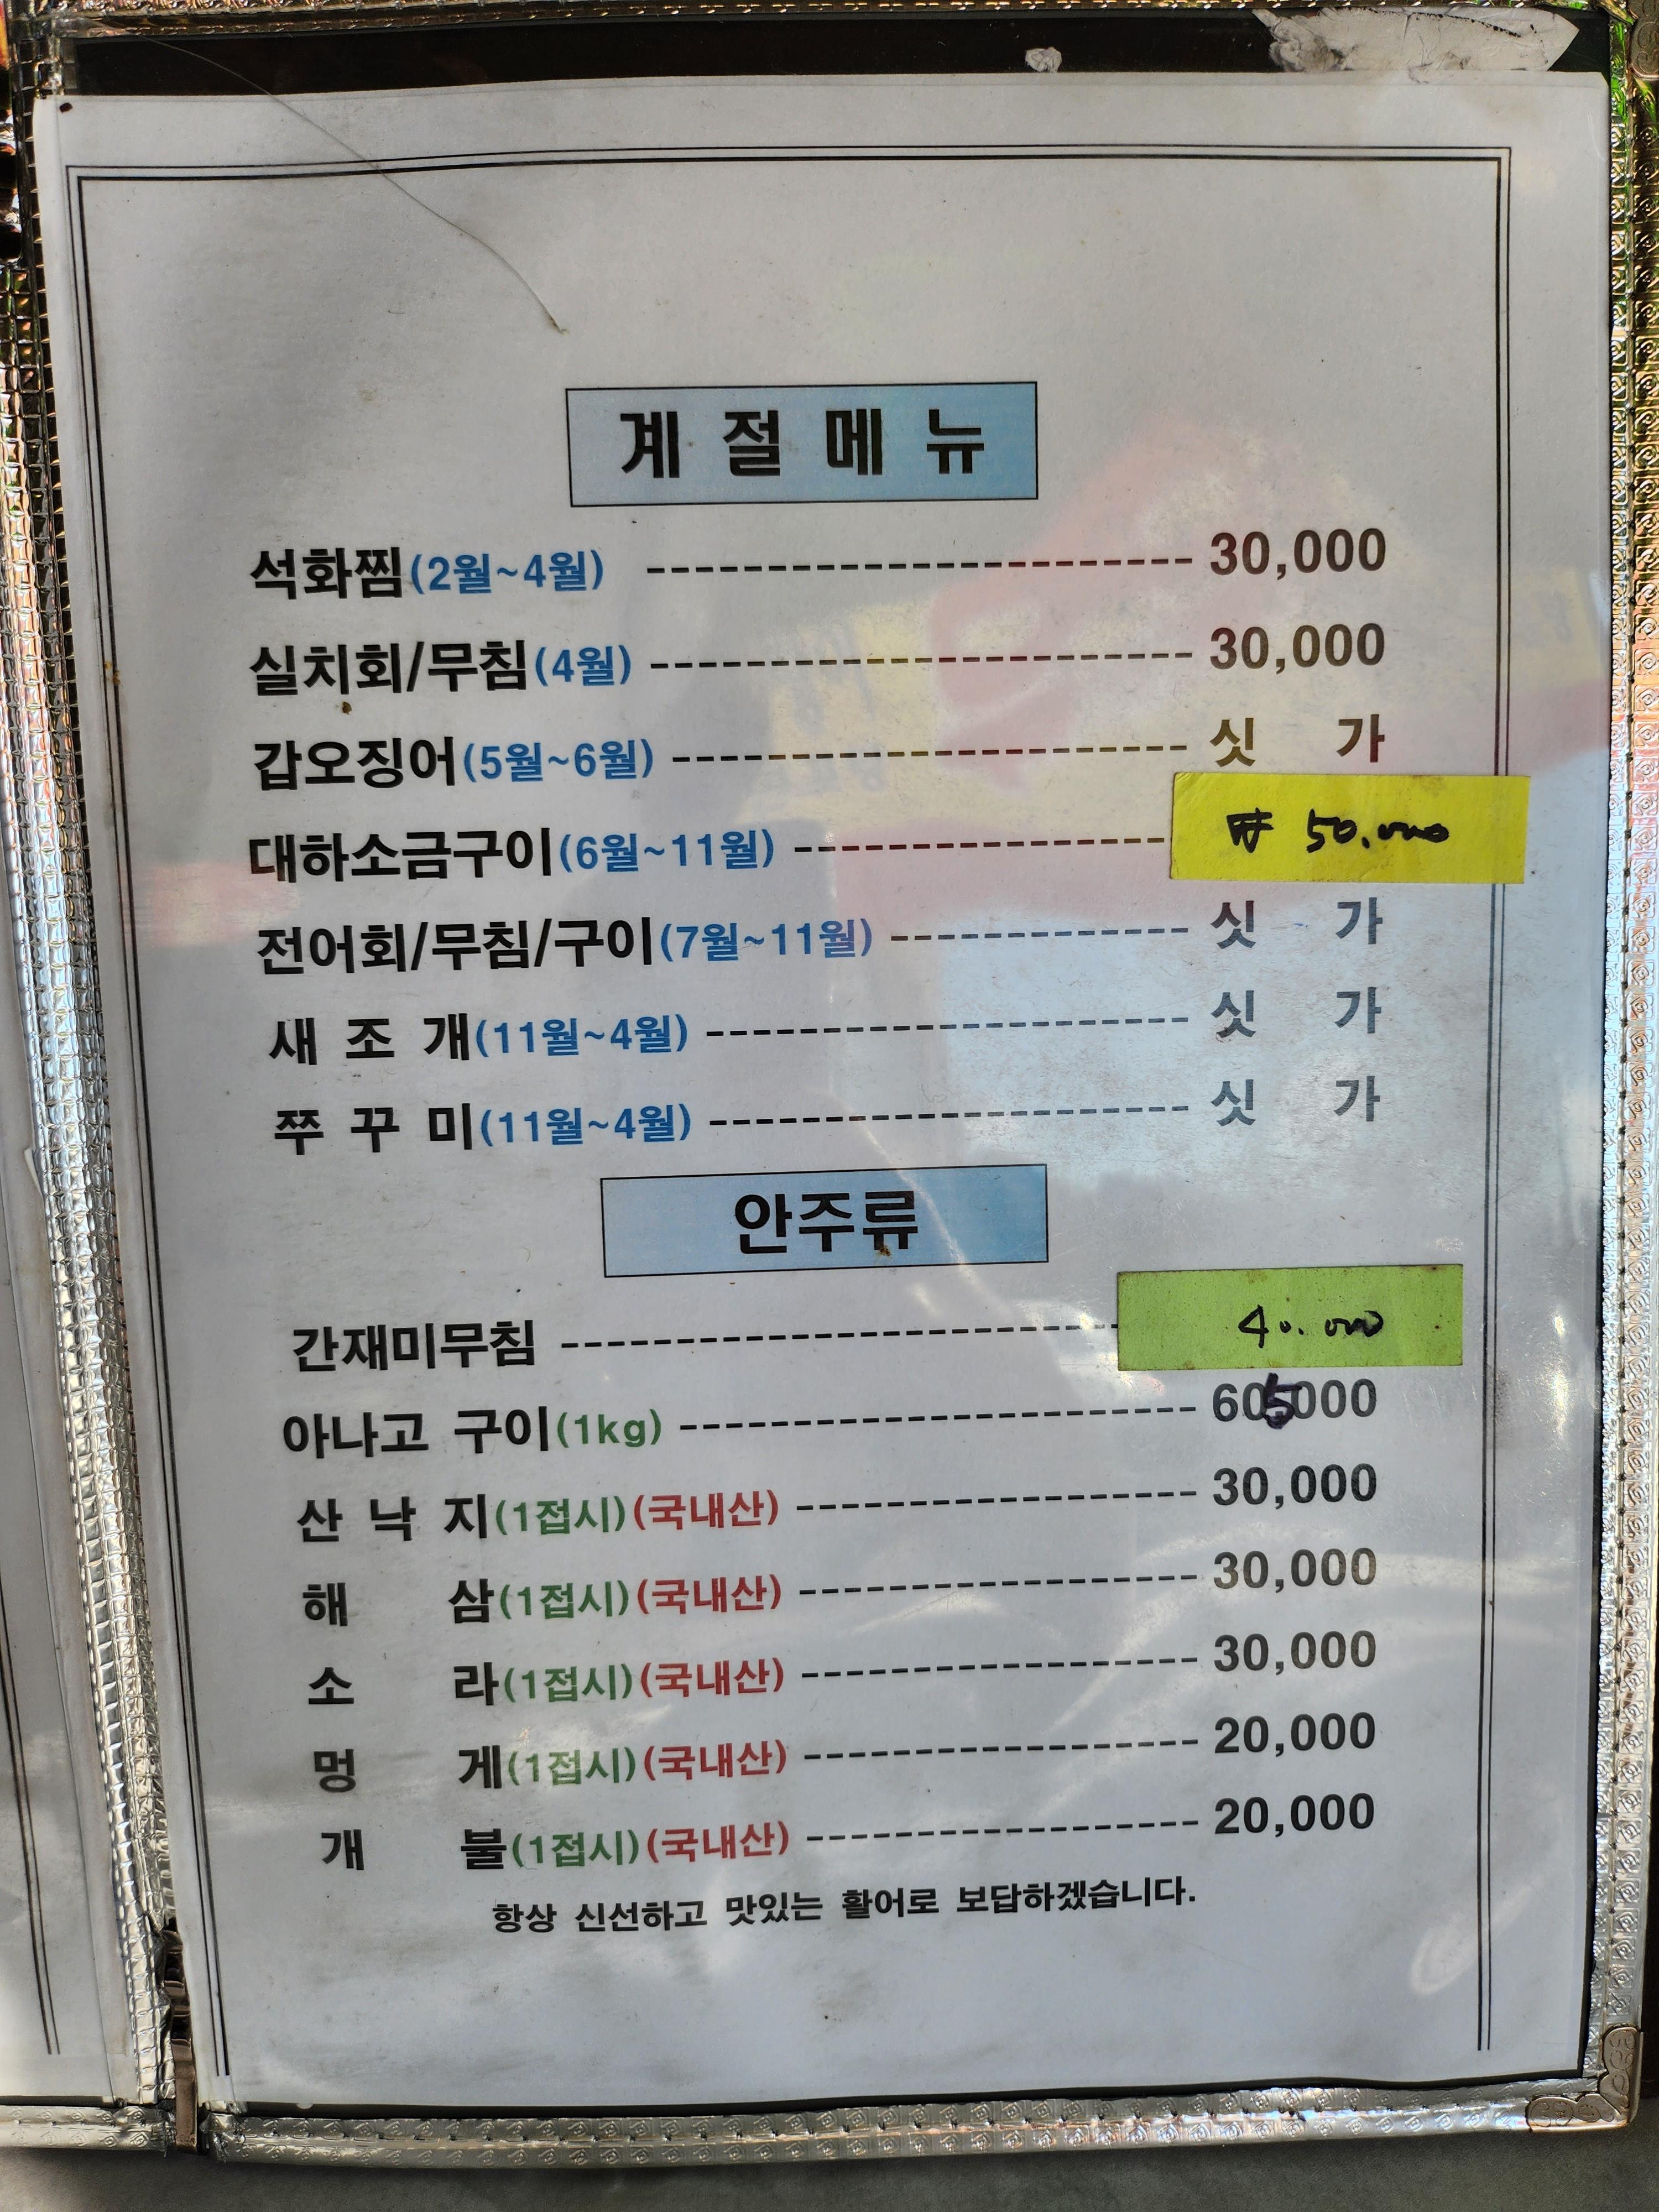 계 절 메 뉴
석화찜(2월~4월) ---------------------- 30,000
실치회/무침(4월) ---------------------- 30,000
갑오징어(5월~6월) --------------------- 싯 가
대하소금구이(6월~11월) --------------- ₩ 50.000
전어회/무침/구이(7월~11월) ------------ 싯 가
새 조 개(11월~4월) ------------------- 싯 가
쭈 꾸 미(11월~4월) ------------------- 싯 가
안주류
간재미무침 ---------------------- 40.000
아나고 구이(1kg) --------------------- 605000
산 낙 지(1접시)(국내산) ---------------- 30,000
해 삼(1접시)(국내산) ---------------- 30,000
소 라(1접시)(국내산) ---------------- 30,000
멍 게(1접시)(국내산) ---------------- 20,000
개 불(1접시)(국내산) ---------------- 20,000
항상 신선하고 맛있는 활어로 보답하겠습니다.